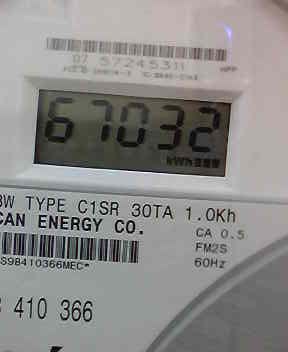 07 57245311
67032
kWh
3W TYPE C1SR 30TA 1.0Kh
CAN ENERGY CO.
CA 0.5
FM2S
60Hz
S98410366MEC*
410 366